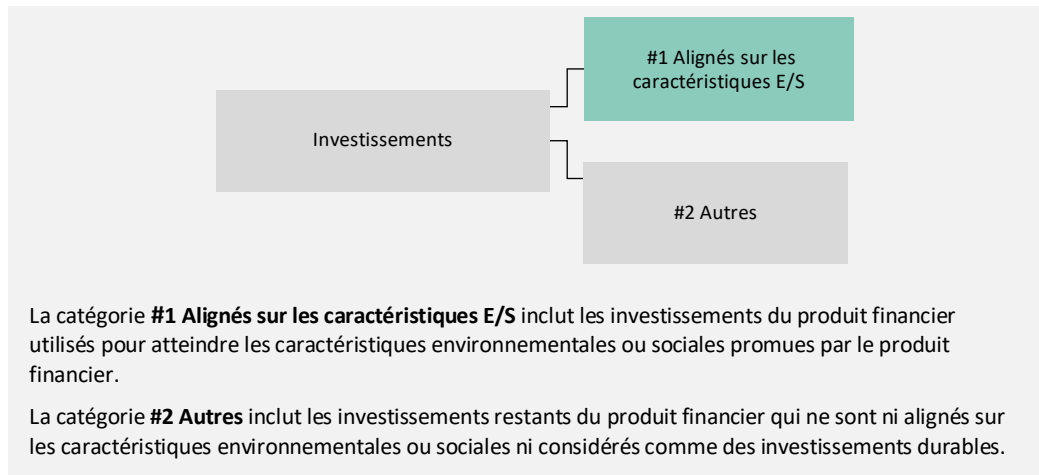 #1 Alignés sur les
caractéristiques E/S
Investissements
#2 Autres
La catégorie #1 Alignés sur les caractéristiques E/S inclut les investissements du produit financier
utilisés pour atteindre les caractéristiques environnementales ou sociales promues par le produit
financier.
La catégorie #2 Autres inclut les investissements restants du produit financier qui ne sont ni alignés sur
les caractéristiques environnementales ou sociales ni considérés comme des investissements durables.